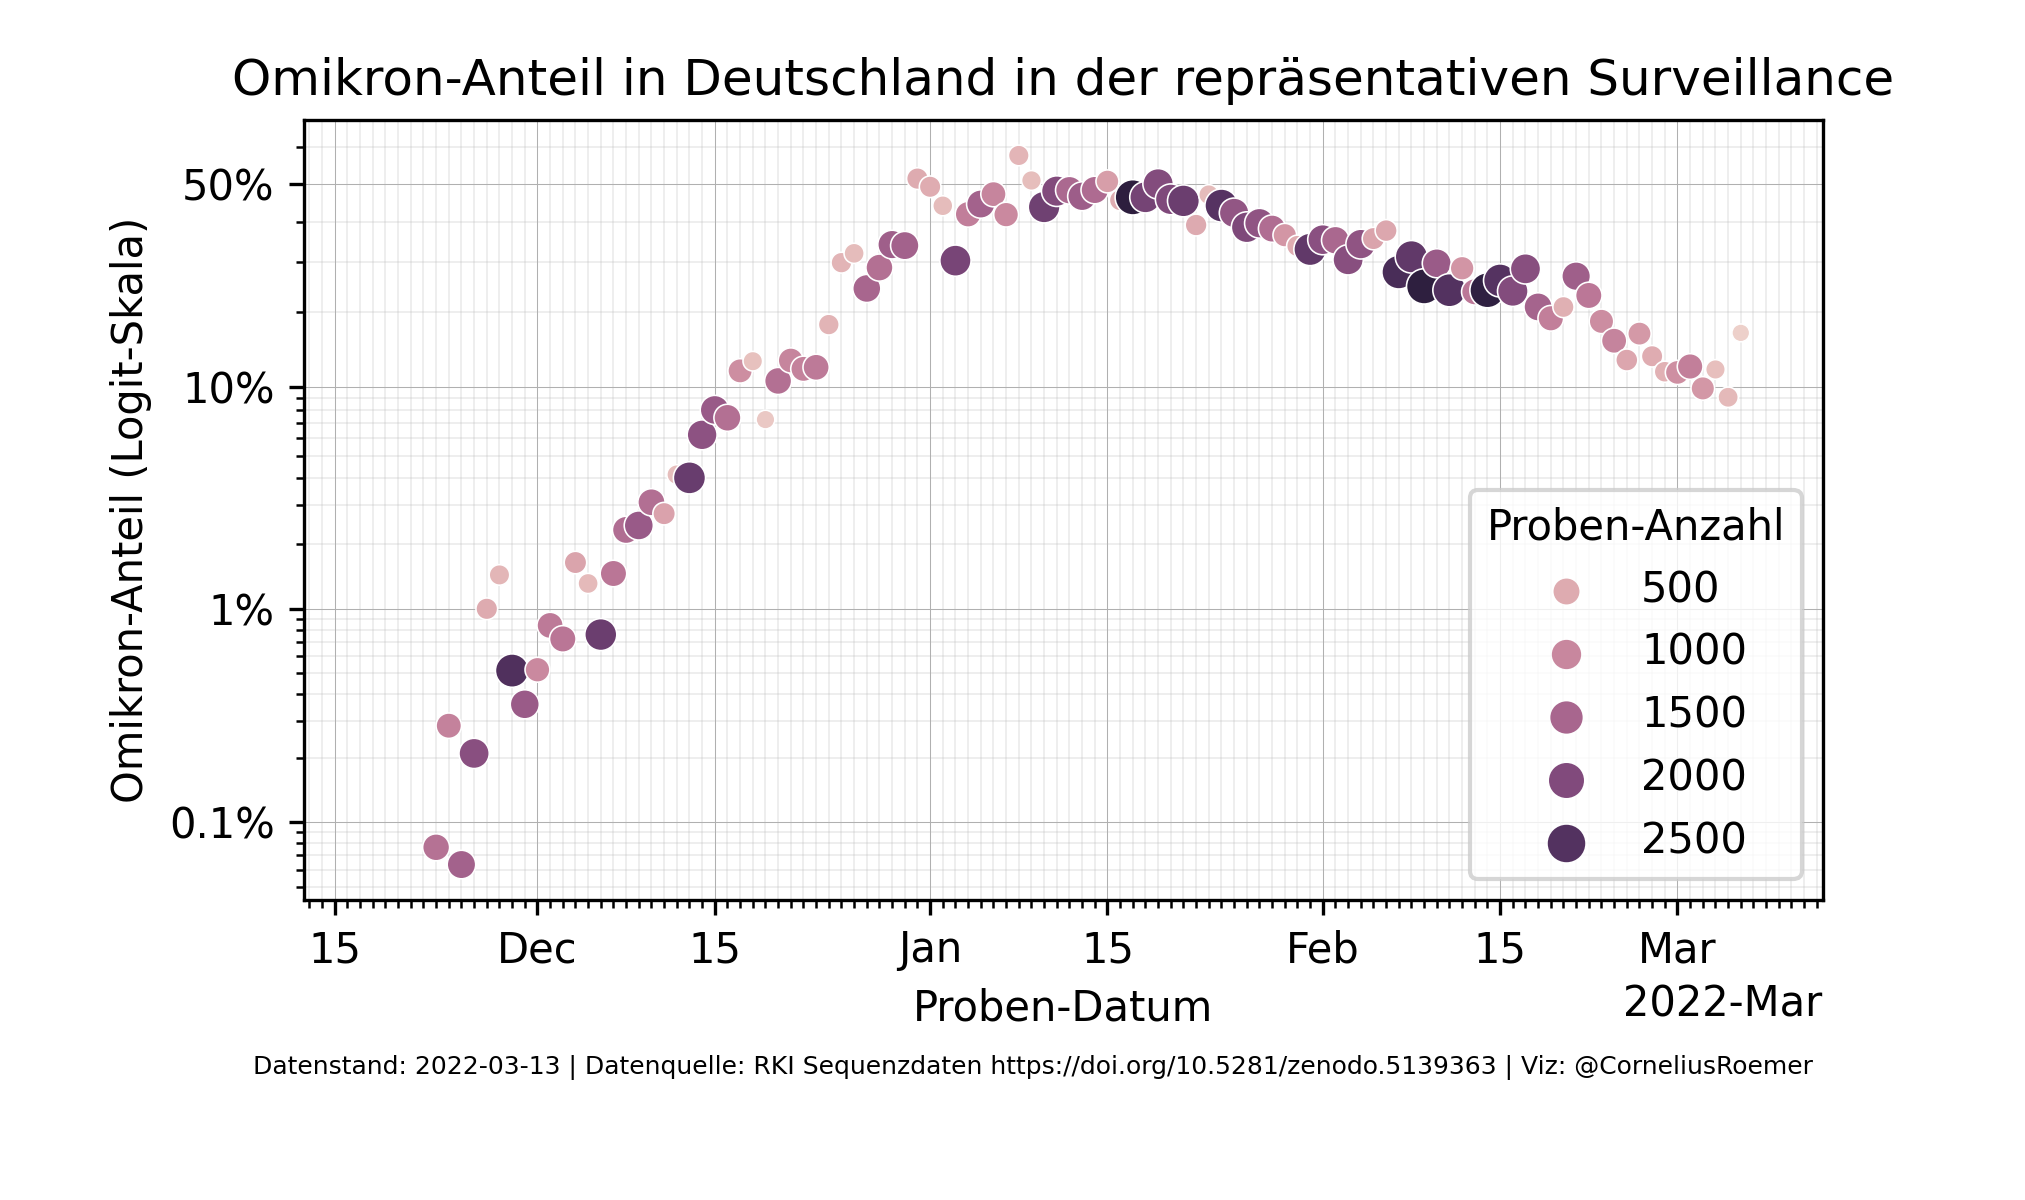 Omikron-Anteil in Deutschland in der repräsentativen Surveillance
Omikron-Anteil (Logit-Skala)
50%
10%
1%
0.1%
Proben-Anzahl
500
1000
1500
2000
2500
15 Dec 15 Jan 15 Feb 15 Mar
2022-Mar
Proben-Datum
Datenstand: 2022-03-13 | Datenquelle: RKI Sequenzdaten https://doi.org/10.5281/zenodo.5139363 | Viz: @CorneliusRoemer